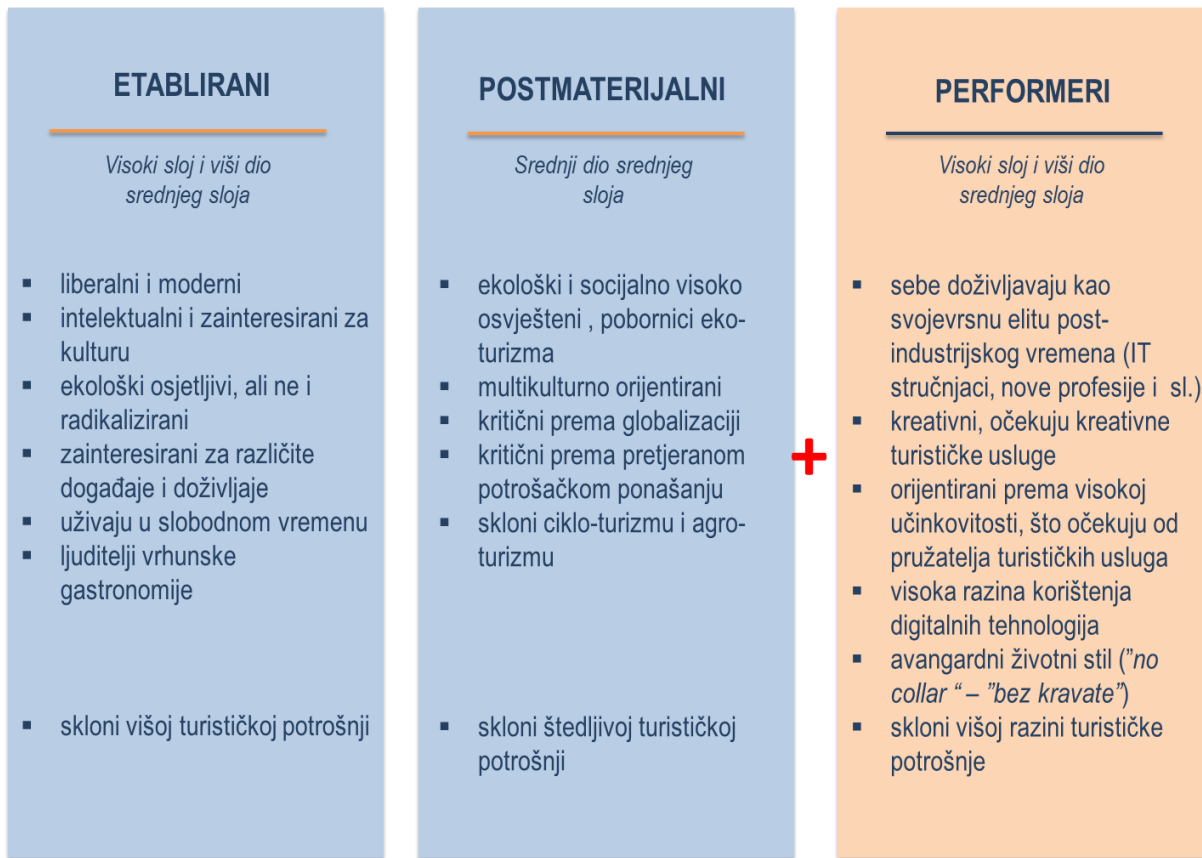 ETABLIRANI
Visoki sloj i viši dio
srednjeg sloja
▪ liberalni i moderni
▪ intelektualni i zainteresirani za
kulturu
▪ ekološki osjetljivi, ali ne i
radikalizirani
▪ zainteresirani za različite
događaje i doživljaje
▪ uživaju u slobodnom vremenu
▪ ljuditelji vrhunske
gastronomije
▪ skloni višoj turističkoj potrošnji
POSTMATERIJALNI
Srednji dio srednjeg
sloja
▪ ekološki i socijalno visoko
osvješteni , pobornici eko-
turizma
▪ multikulturno orijentirani
▪ kritični prema globalizaciji
▪ kritični prema pretjeranom
potrošačkom ponašanju
▪ skloni ciklo-turizmu i agro-
turizmu
▪ skloni štedljivoj turističkoj
potrošnji
+
PERFORMERI
Visoki sloj i viši dio
srednjeg sloja
▪ sebe doživljavaju kao
svojevrsnu elitu post-
industrijskog vremena (IT
stručnjaci, nove profesije i sl.)
▪ kreativni, očekuju kreativne
turističke usluge
▪ orijentirani prema visokoj
učinkovitosti, što očekuju od
pružatelja turističkih usluga
▪ visoka razina korištenja
digitalnih tehnologija
▪ avangardni životni stil (”no
collar “ – ”bez kravate”)
▪ skloni višoj razini turističke
potrošnje